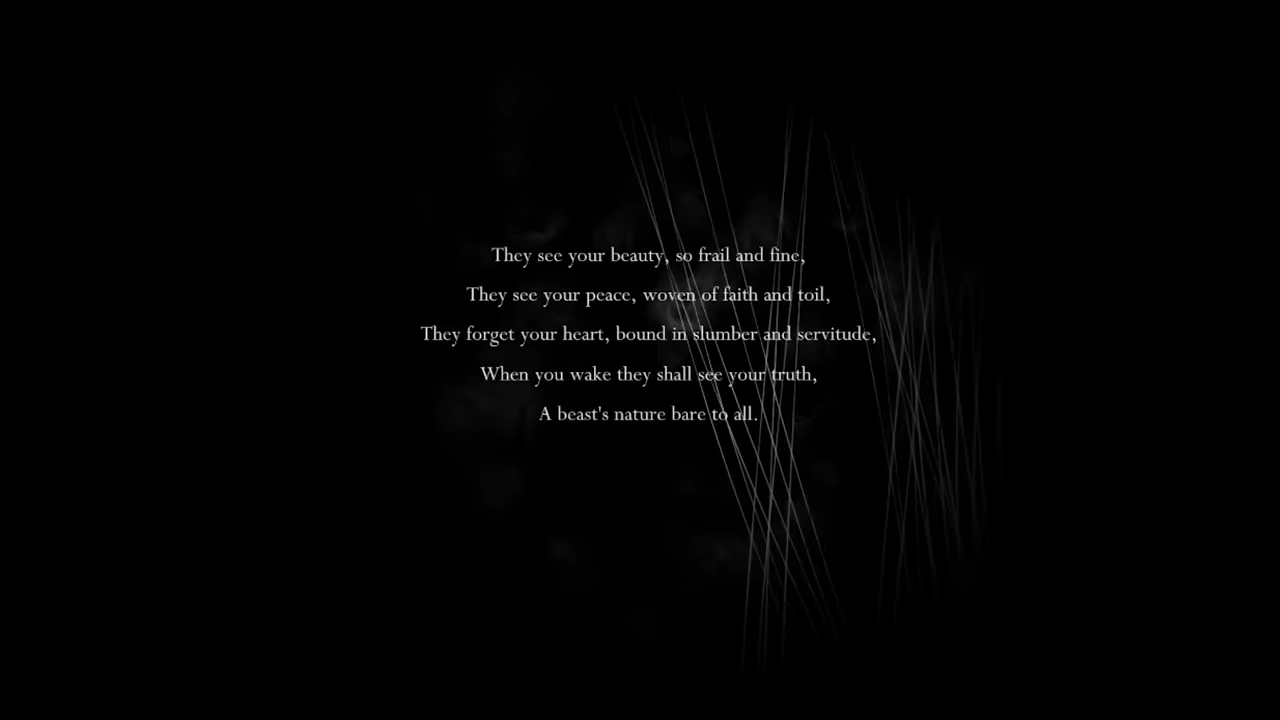 They see your beauty, so frail and fine,
They see your peace, woven of faith and toil,
They forget your heart, bound in slumber and servitude,
When you wake they shall see your truth,
A beast's nature bare to all.